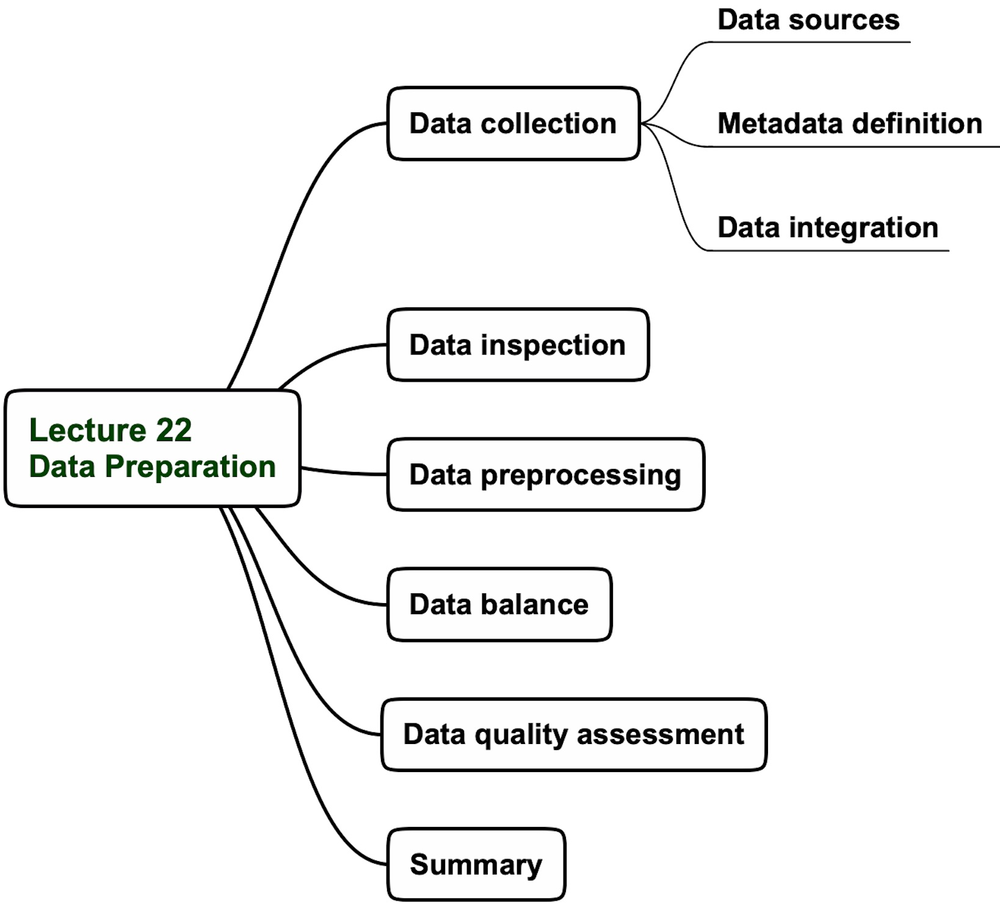 Lecture 22
Data Preparation
Data collection
Data sources
Metadata definition
Data integration
Data inspection
Data preprocessing
Data balance
Data quality assessment
Summary